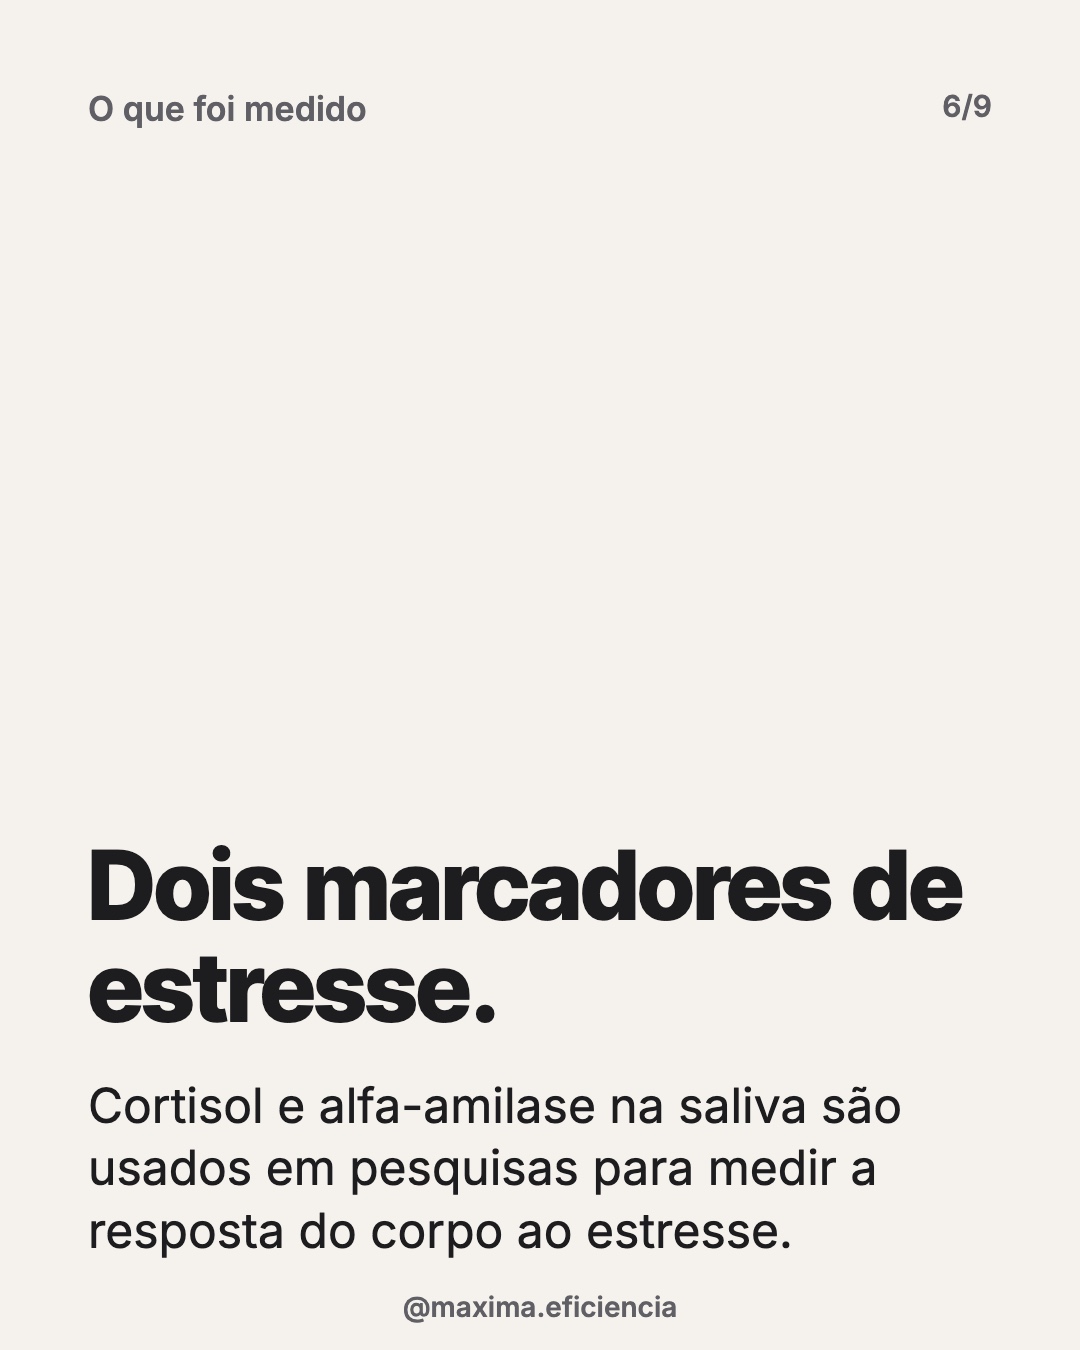 O que foi medido
6/9
Dois marcadores de
estresse.
Cortisol e alfa-amilase na saliva são
usados em pesquisas para medir a
resposta do corpo ao estresse.
@maxima.eficiencia